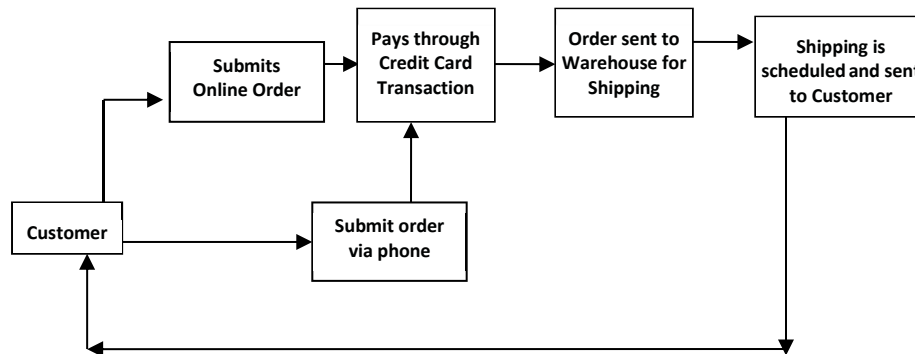 Submits
Online Order
Pays through
Credit Card
Transaction
Order sent to
Warehouse for
Shipping
Shipping is
scheduled and sent
to Customer
Customer
Submit order
via phone